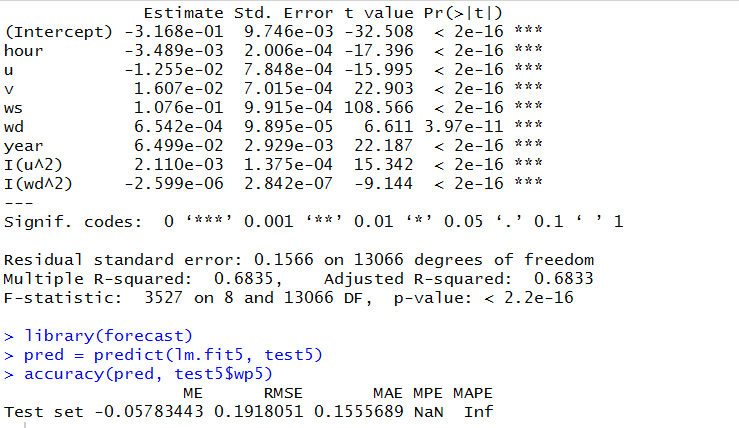 Estimate Std. Error t value Pr(>|t|)
(Intercept) -3.168e-01 9.746e-03 -32.508 < 2e-16 ***
hour -3.489e-03 2.006e-04 -17.396 < 2e-16 ***
u -1.255e-02 7.848e-04 -15.995 < 2e-16 ***
v 1.607e-02 7.015e-04 22.903 < 2e-16 ***
ws 1.076e-01 9.915e-04 108.566 < 2e-16 ***
wd 6.542e-04 9.895e-05 6.611 3.97e-11 ***
year 6.499e-02 2.929e-03 22.187 < 2e-16 ***
I(u^2) 2.110e-03 1.375e-04 15.342 < 2e-16 ***
I(wd^2) -2.599e-06 2.842e-07 -9.144 < 2e-16 ***
---
Signif. codes: 0 ‘***’ 0.001 ‘**’ 0.01 ‘*’ 0.05 ‘.’ 0.1 ‘ ’ 1
Residual standard error: 0.1566 on 13066 degrees of freedom
Multiple R-squared: 0.6835, Adjusted R-squared: 0.6833
F-statistic: 3527 on 8 and 13066 DF, p-value: < 2.2e-16
> library(forecast)
> pred = predict(lm.fit5, test5)
> accuracy(pred, test5$wp5)
ME RMSE MAE MPE MAPE
Test set -0.05783443 0.1918051 0.1555689 NaN Inf